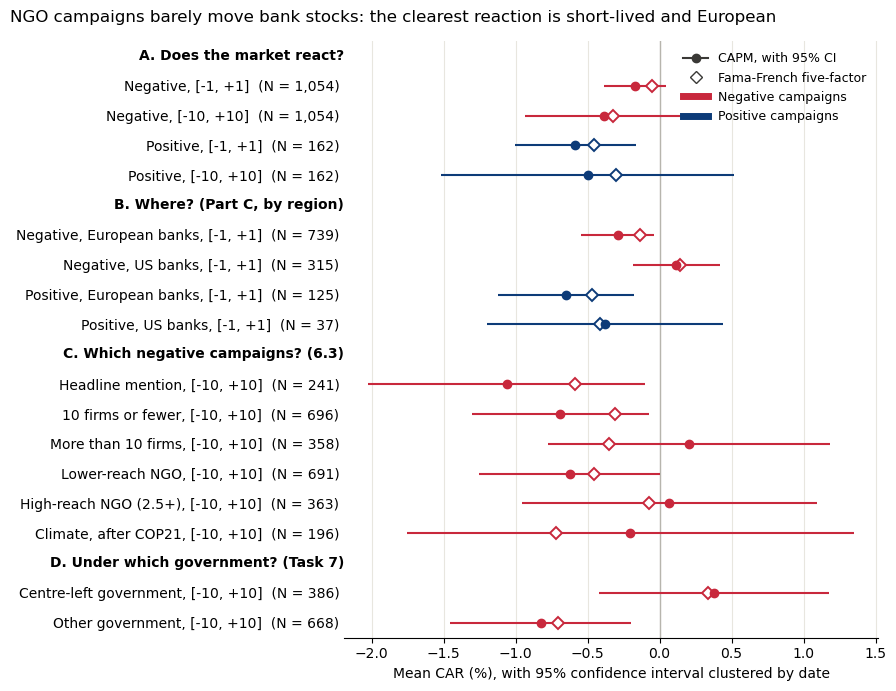 NGO campaigns barely move bank stocks: the clearest reaction is short-lived and European
A. Does the market react?
Negative, [-1, +1]  (N = 1,054)
Negative, [-10, +10]  (N = 1,054)
Positive, [-1, +1]  (N = 162)
Positive, [-10, +10]  (N = 162)
B. Where? (Part C, by region)
Negative, European banks, [-1, +1]  (N = 739)
Negative, US banks, [-1, +1]  (N = 315)
Positive, European banks, [-1, +1]  (N = 125)
Positive, US banks, [-1, +1]  (N = 37)
C. Which negative campaigns? (6.3)
Headline mention, [-10, +10]  (N = 241)
10 firms or fewer, [-10, +10]  (N = 696)
More than 10 firms, [-10, +10]  (N = 358)
Lower-reach NGO, [-10, +10]  (N = 691)
High-reach NGO (2.5+), [-10, +10]  (N = 363)
Climate, after COP21, [-10, +10]  (N = 196)
D. Under which government? (Task 7)
Centre-left government, [-10, +10]  (N = 386)
Other government, [-10, +10]  (N = 668)
CAPM, with 95% CI
Fama-French five-factor
Negative campaigns
Positive campaigns
−2.0 −1.5 −1.0 −0.5 0.0 0.5 1.0 1.5
Mean CAR (%), with 95% confidence interval clustered by date